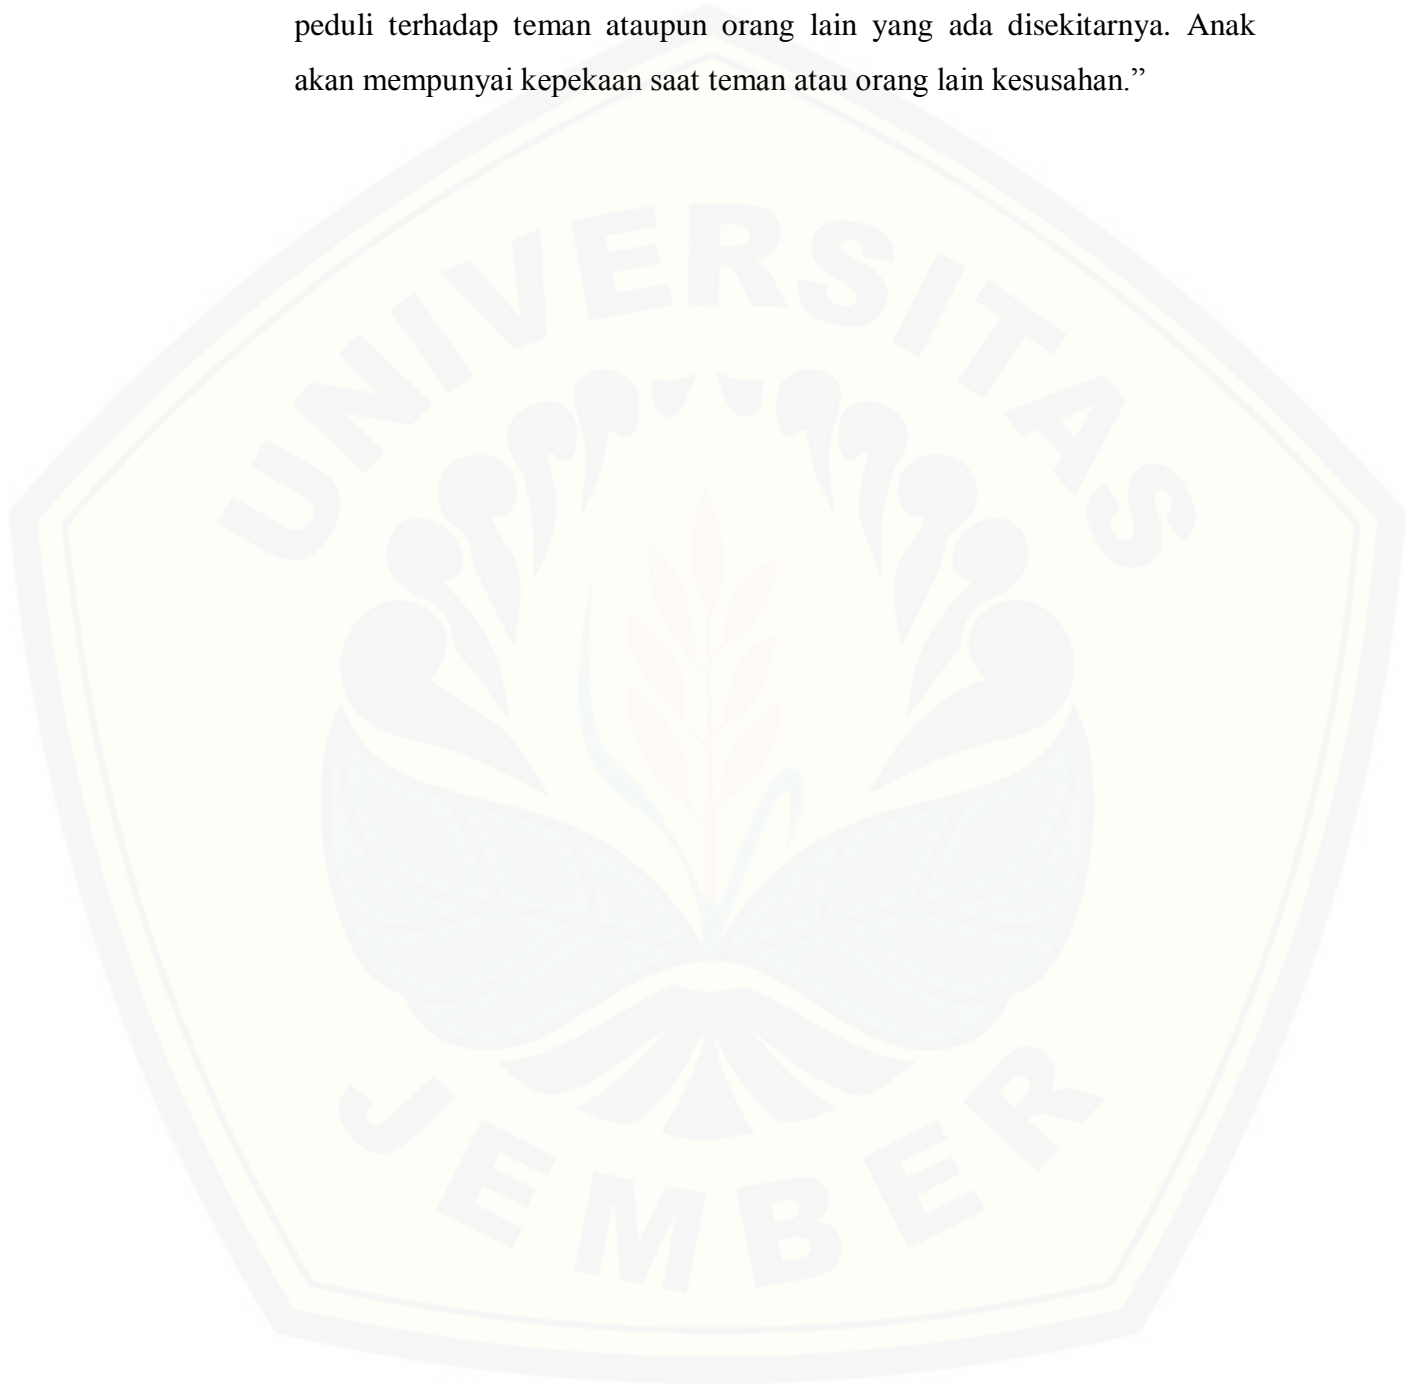 peduli terhadap teman ataupun orang lain yang ada disekitarnya. Anak
akan mempunyai kepekaan saat teman atau orang lain kesusahan.”
UNIVERSITAS
JEMBER